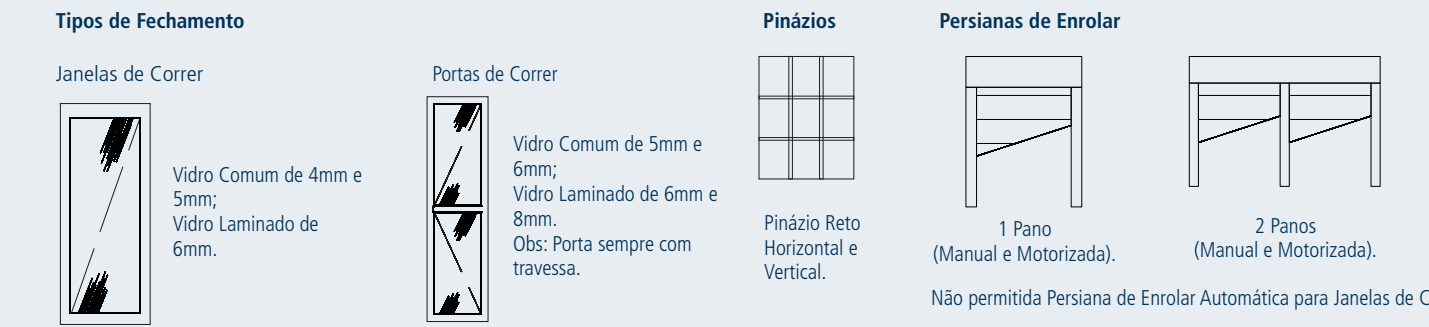 Tipos de Fechamento
Janelas de Correr
Vidro Comum de 4mm e
5mm;
Vidro Laminado de
6mm.
Portas de Correr
Vidro Comum de 5mm e
6mm;
Vidro Laminado de 6mm e
8mm.
Obs: Porta sempre com
travessa.
Pinázios
Pinázio Reto
Horizontal e
Vertical.
Persianas de Enrolar
1 Pano
(Manual e Motorizada).
2 Panos
(Manual e Motorizada).
Não permitida Persiana de Enrolar Automática para Janelas de C